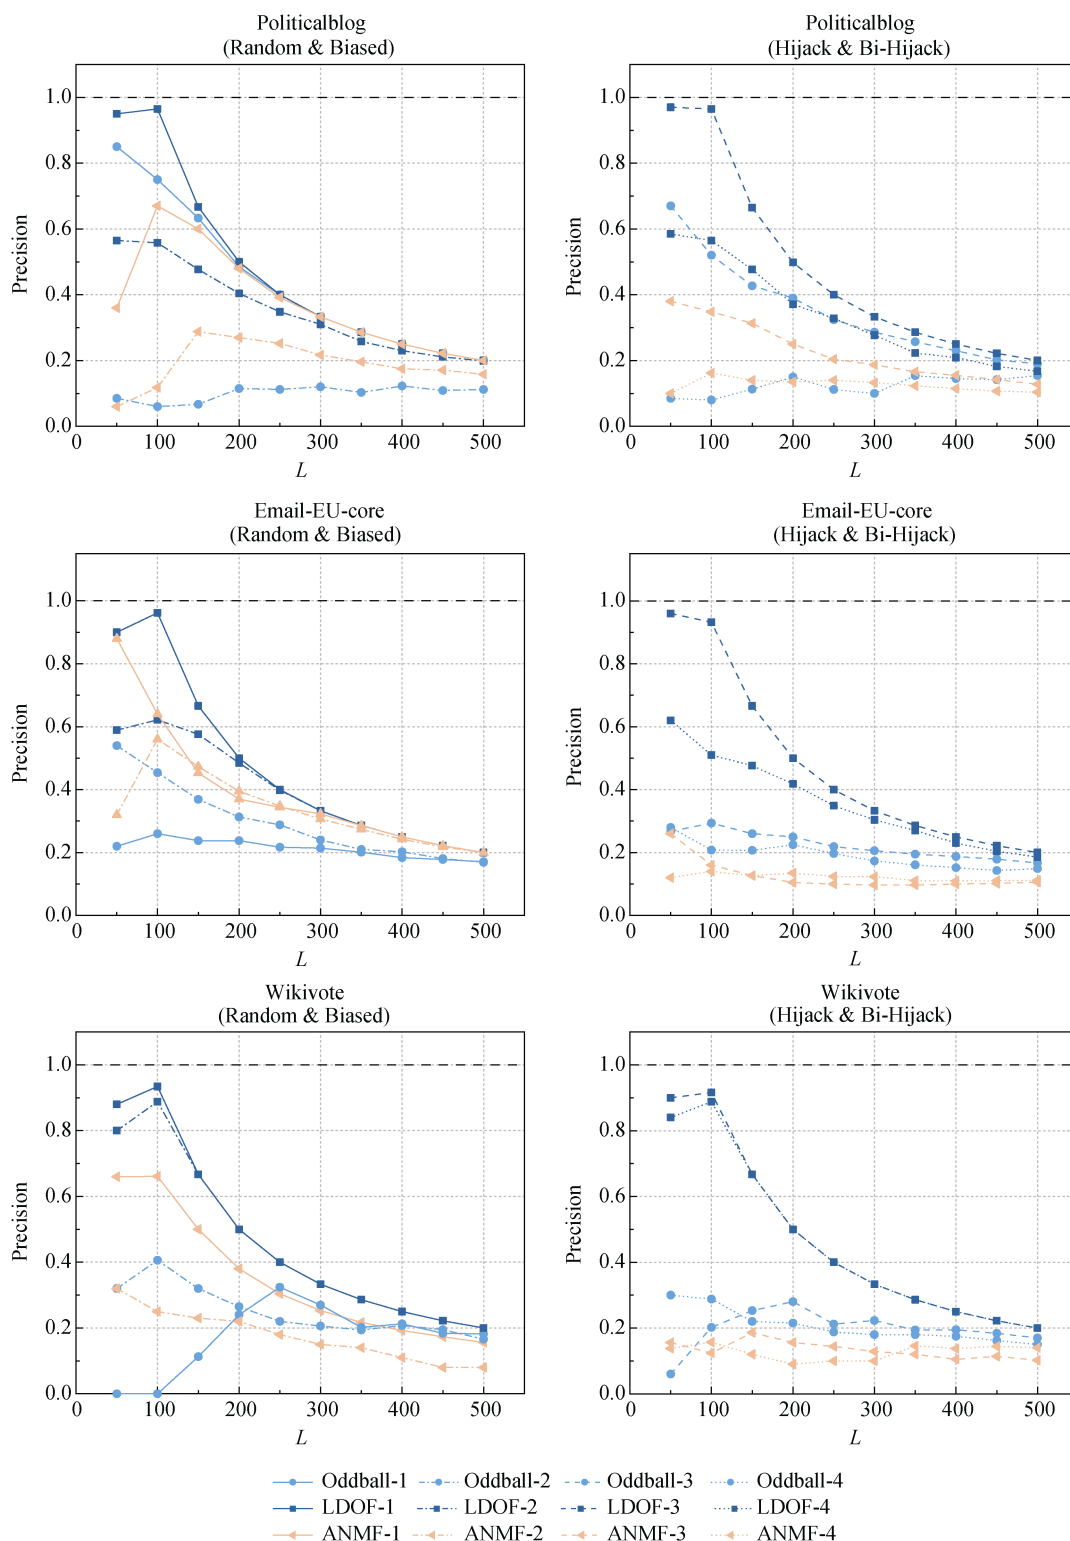 Politicalblog
(Random & Biased)
1.0
0.8
0.6
0.4
0.2
0.0
Precision
0
100
200
300
400
500
L
Politicalblog
(Hijack & Bi-Hijack)
1.0
0.8
0.6
0.4
0.2
0.0
Precision
0
100
200
300
400
500
L
Email-EU-core
(Random & Biased)
1.0
0.8
0.6
0.4
0.2
0.0
Precision
0
100
200
300
400
500
L
Email-EU-core
(Hijack & Bi-Hijack)
1.0
0.8
0.6
0.4
0.2
0.0
Precision
0
100
200
300
400
500
L
Wikivote
(Random & Biased)
1.0
0.8
0.6
0.4
0.2
0.0
Precision
0
100
200
300
400
500
L
Wikivote
(Hijack & Bi-Hijack)
1.0
0.8
0.6
0.4
0.2
0.0
Precision
0
100
200
300
400
500
L
Oddball-1 Oddball-2 Oddball-3 Oddball-4
LDOF-1 LDOF-2 LDOF-3 LDOF-4
ANMF-1 ANMF-2 ANMF-3 ANMF-4